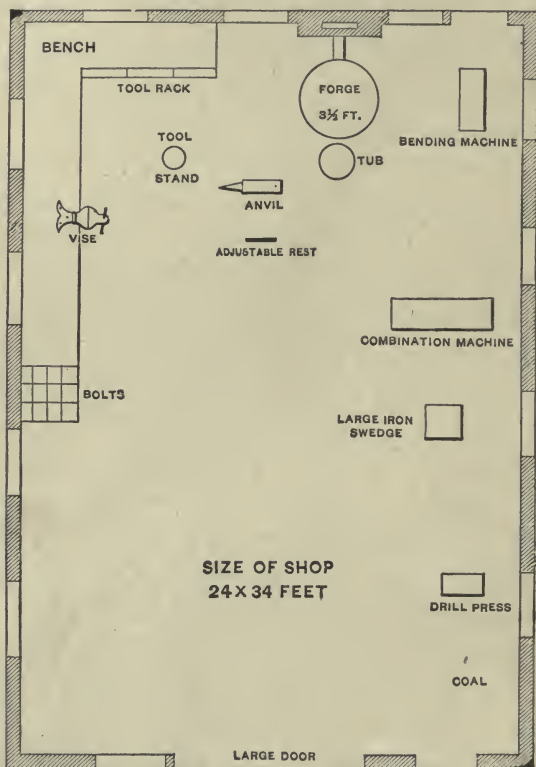 BENCH
TOOL RACK
FORGE
3½ FT.
BENDING MACHINE
TOOL
STAND
TUB
ANVIL
VISE
ADJUSTABLE REST
COMBINATION MACHINE
BOLTS
LARGE IRON
SWEDGE
SIZE OF SHOP
24 X 34 FEET
DRILL PRESS
COAL
LARGE DOOR